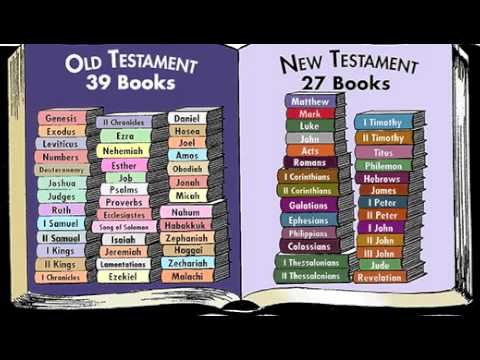 OLD TESTAMENT
39 Books
Genesis
Exodus
Leviticus
Numbers
Deuteronomy
Joshua
Judges
Ruth
I Samuel
II Samuel
I Kings
II Kings
I Chronicles
II Chronicles
Ezra
Nehemiah
Esther
Job
Psalms
Proverbs
Ecclesiastes
Song of Solomon
Isaiah
Jeremiah
Lamentations
Ezekiel
Daniel
Hosea
Joel
Amos
Obadiah
Jonah
Micah
Nahum
Habakkuk
Zephaniah
Haggai
Zechariah
Malachi
NEW TESTAMENT
27 Books
Matthew
Mark
Luke
John
Acts
Romans
I Corinthians
II Corinthians
Galatians
Ephesians
Philippians
Colossians
I Thessalonians
II Thessalonians
I Timothy
II Timothy
Titus
Philemon
Hebrews
James
I Peter
II Peter
I John
II John
III John
Jude
Revelation